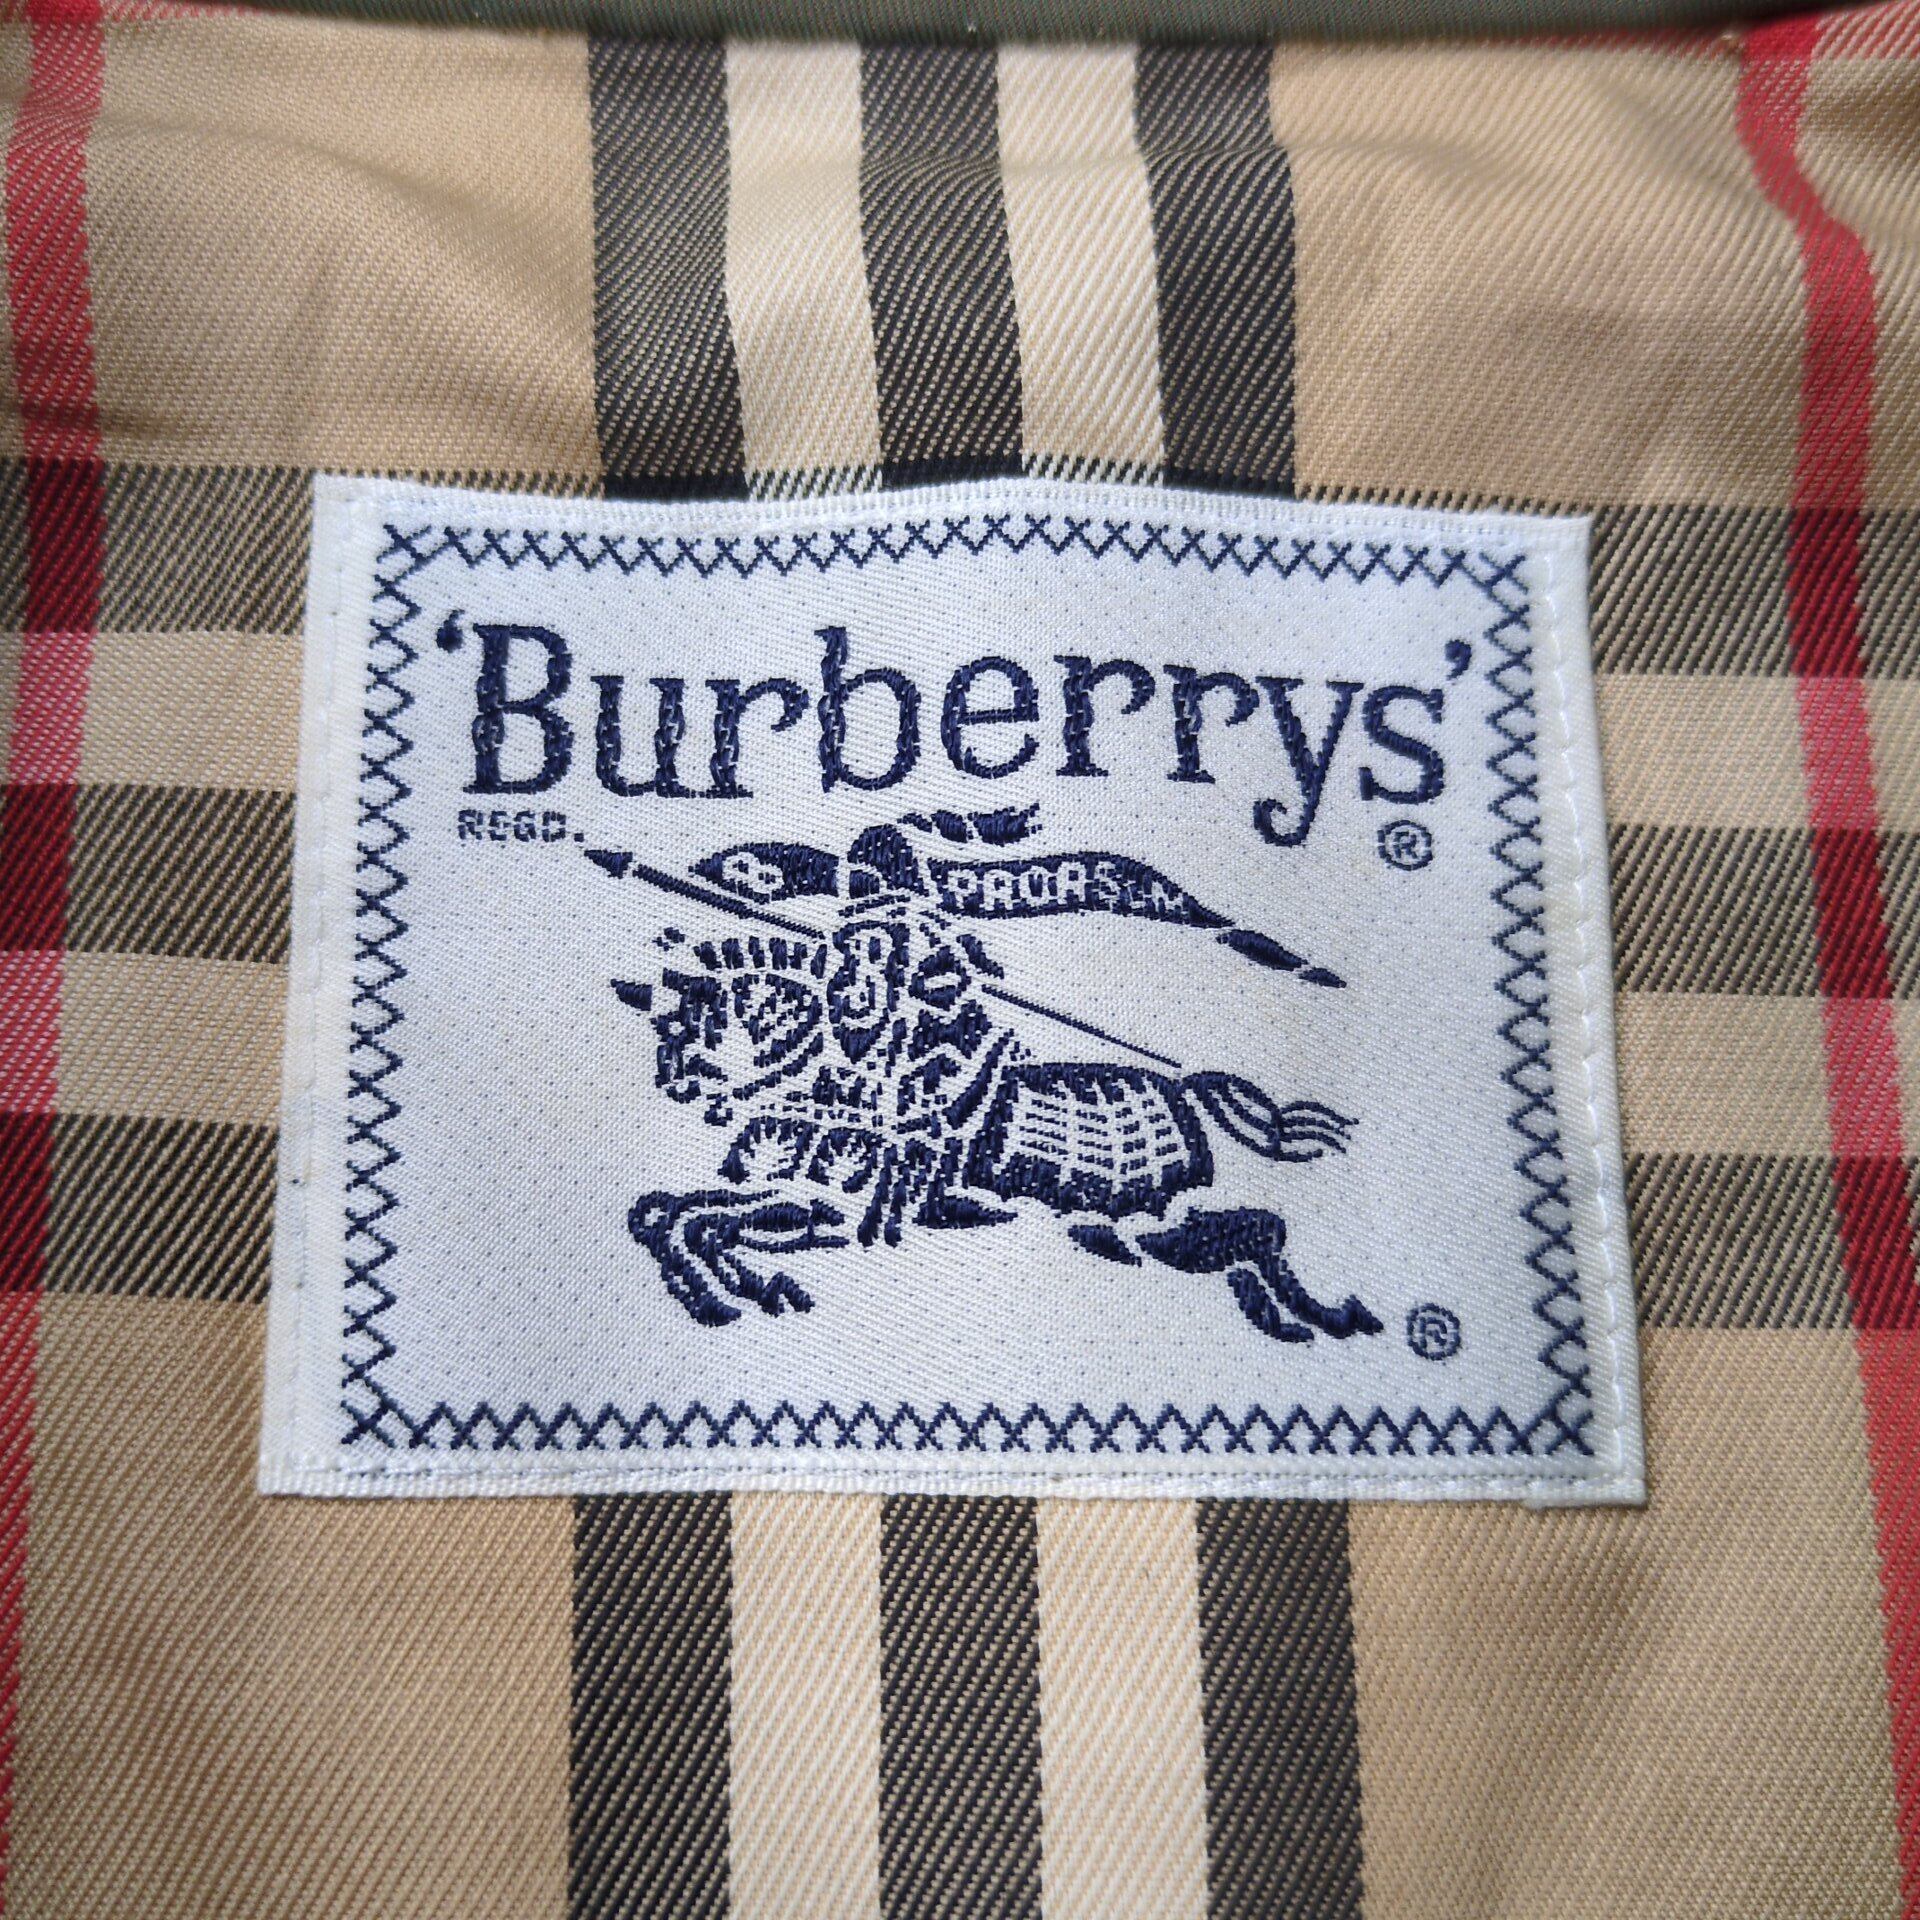 'Burberrys'
REGD. ®
PRORSUM
®